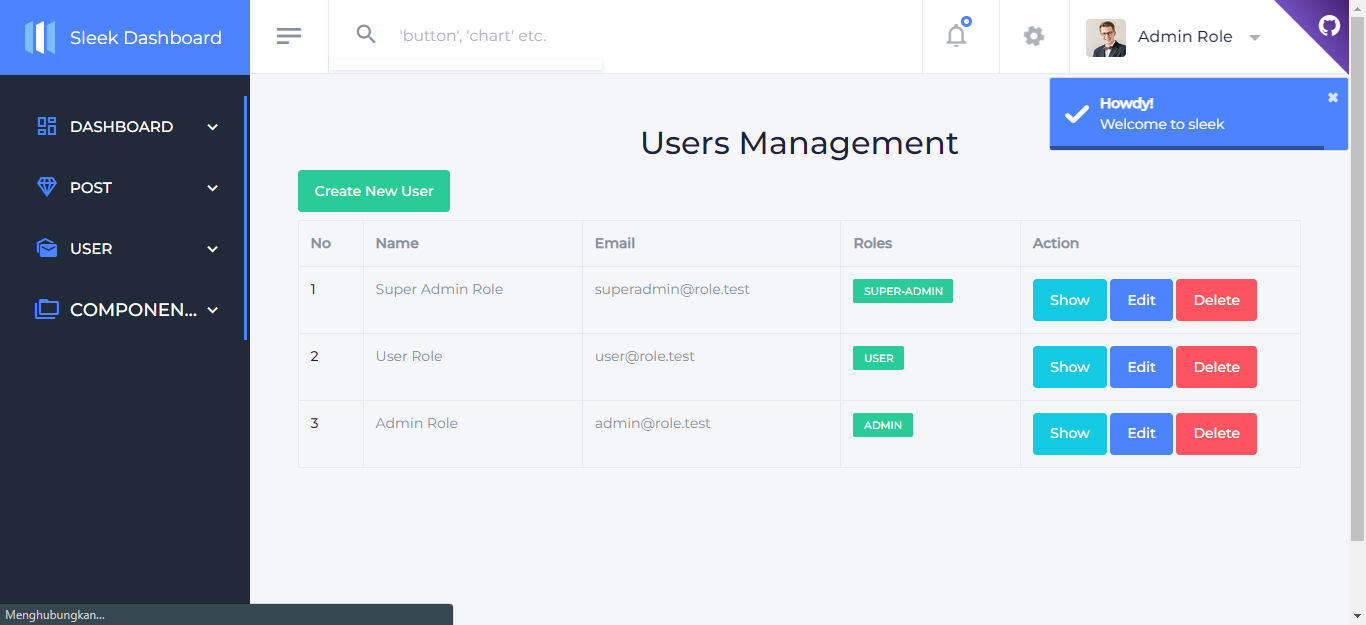 Sleek Dashboard
'button', 'chart' etc.
Admin Role
Howdy!
Welcome to sleek
DASHBOARD
POST
USER
COMPONEN...
Users Management
Create New User
No Name Email Roles Action
1 Super Admin Role superadmin@role.test SUPER-ADMIN Show Edit Delete
2 User Role user@role.test USER Show Edit Delete
3 Admin Role admin@role.test ADMIN Show Edit Delete
Menghubungkan...